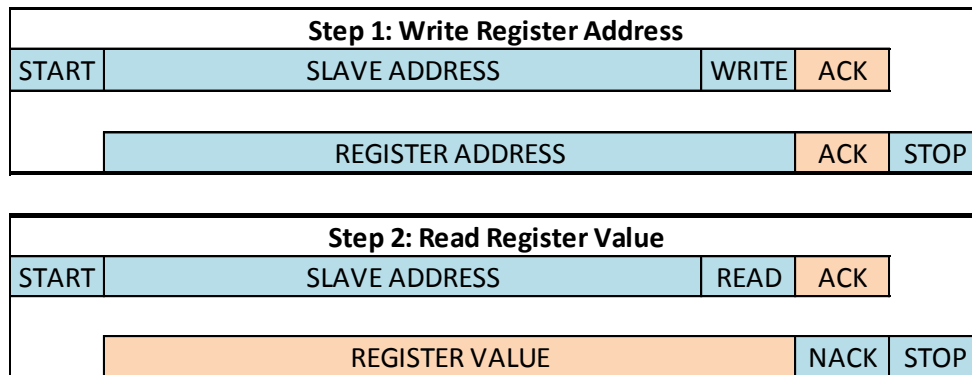 Step 1: Write Register Address
START SLAVE ADDRESS WRITE ACK
REGISTER ADDRESS ACK STOP
Step 2: Read Register Value
START SLAVE ADDRESS READ ACK
REGISTER VALUE NACK STOP